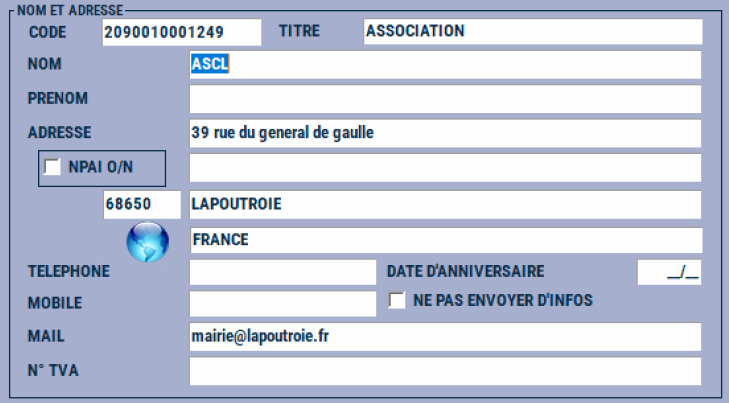 NOM ET ADRESSE
CODE 2090010001249 TITRE ASSOCIATION
NOM ASCL
PRENOM
ADRESSE 39 rue du general de gaulle
NPAI O/N
68650 LAPOUTROIE
FRANCE
TELEPHONE DATE D'ANNIVERSAIRE __/__
MOBILE NE PAS ENVOYER D'INFOS
MAIL mairie@lapoutroie.fr
N° TVA